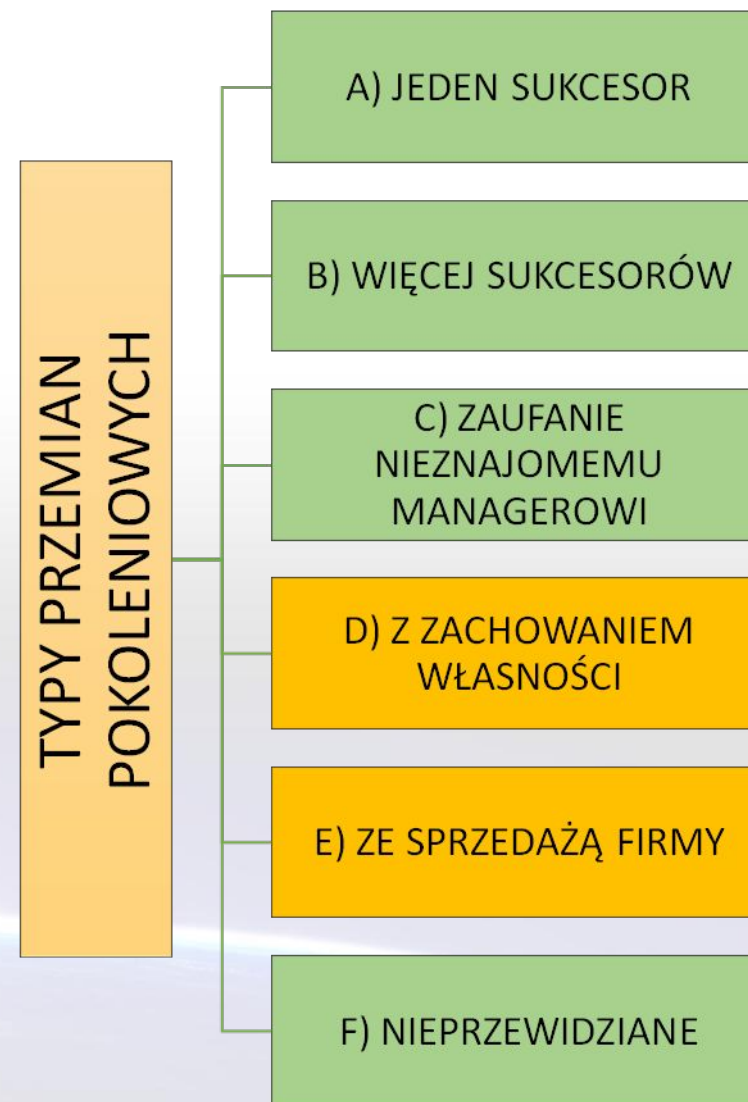 TYPY PRZEMIAN
POKOLENIOWYCH
A) JEDEN SUKCESOR
B) WIĘCEJ SUKCESORÓW
C) ZAUFANIE
NIEZNAJOMEMU
MANAGEROWI
D) Z ZACHOWANIEM
WŁASNOŚCI
E) ZE SPRZEDAŻĄ FIRMY
F) NIEPRZEWIDZIANE